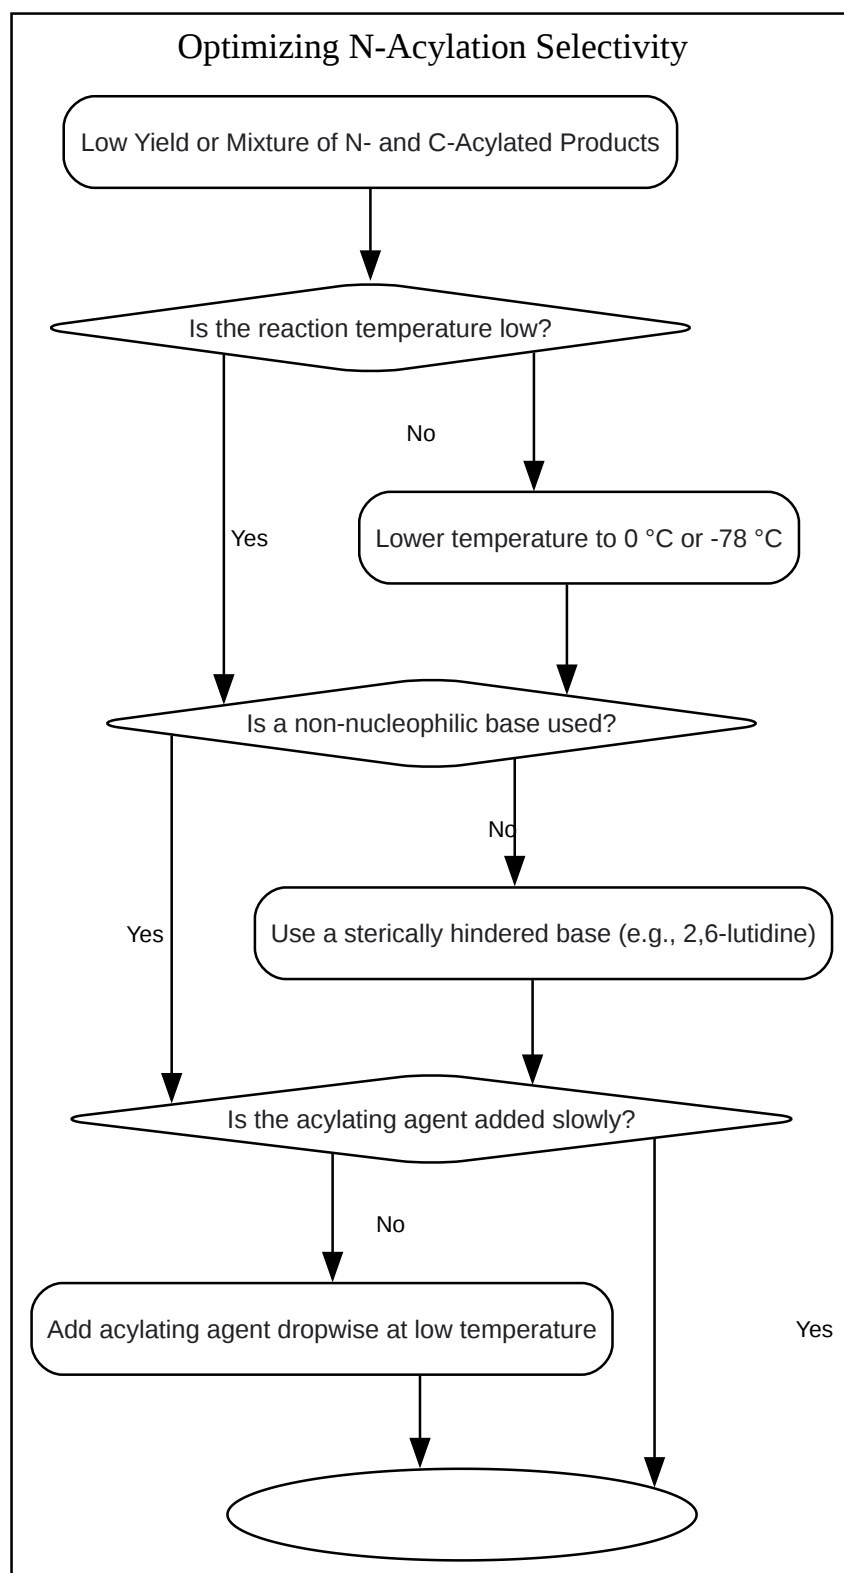 Optimizing N-Acylation Selectivity
Low Yield or Mixture of N- and C-Acylated Products
Is the reaction temperature low?
No
Yes
Lower temperature to 0 °C or -78 °C
Is a non-nucleophilic base used?
No
Yes
Use a sterically hindered base (e.g., 2,6-lutidine)
Is the acylating agent added slowly?
No
Add acylating agent dropwise at low temperature
Yes